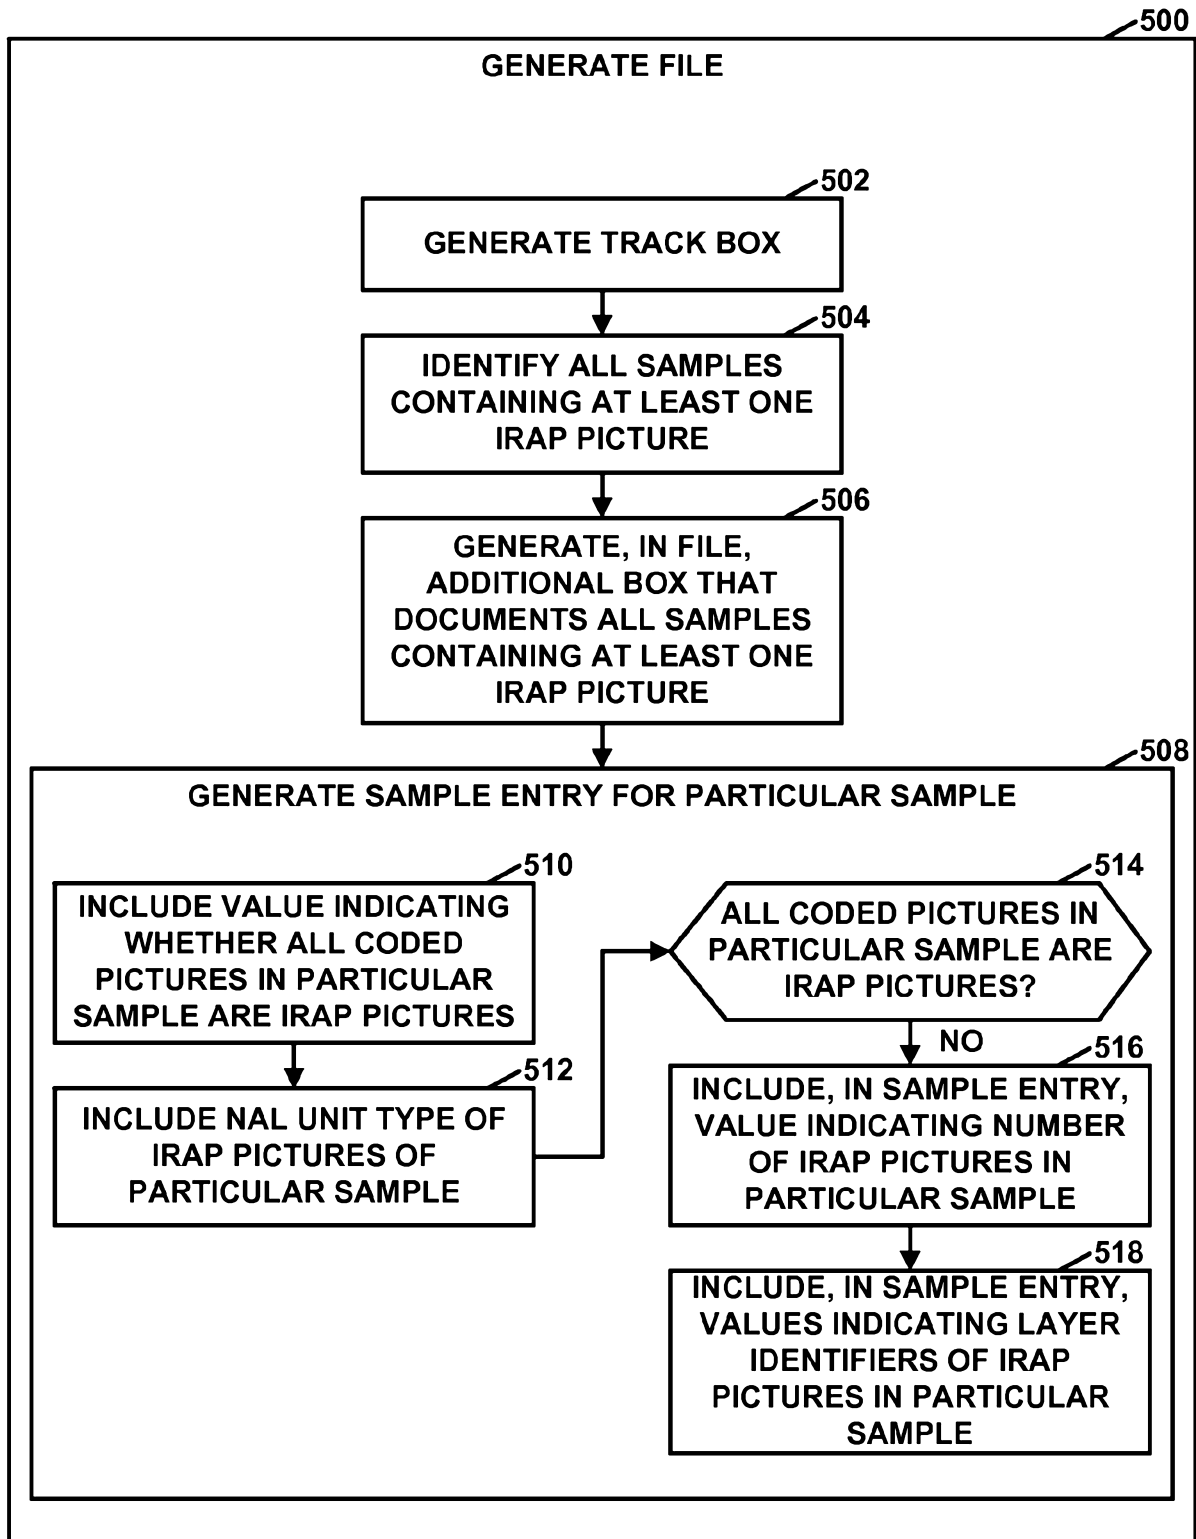 500
GENERATE FILE
502
GENERATE TRACK BOX
504
IDENTIFY ALL SAMPLES
CONTAINING AT LEAST ONE
IRAP PICTURE
506
GENERATE, IN FILE,
ADDITIONAL BOX THAT
DOCUMENTS ALL SAMPLES
CONTAINING AT LEAST ONE
IRAP PICTURE
508
GENERATE SAMPLE ENTRY FOR PARTICULAR SAMPLE
510
INCLUDE VALUE INDICATING
WHETHER ALL CODED
PICTURES IN PARTICULAR
SAMPLE ARE IRAP PICTURES
512
INCLUDE NAL UNIT TYPE OF
IRAP PICTURES OF
PARTICULAR SAMPLE
514
ALL CODED PICTURES IN
PARTICULAR SAMPLE ARE
IRAP PICTURES?
NO
516
INCLUDE, IN SAMPLE ENTRY,
VALUE INDICATING NUMBER
OF IRAP PICTURES IN
PARTICULAR SAMPLE
518
INCLUDE, IN SAMPLE ENTRY,
VALUES INDICATING LAYER
IDENTIFIERS OF IRAP
PICTURES IN PARTICULAR
SAMPLE